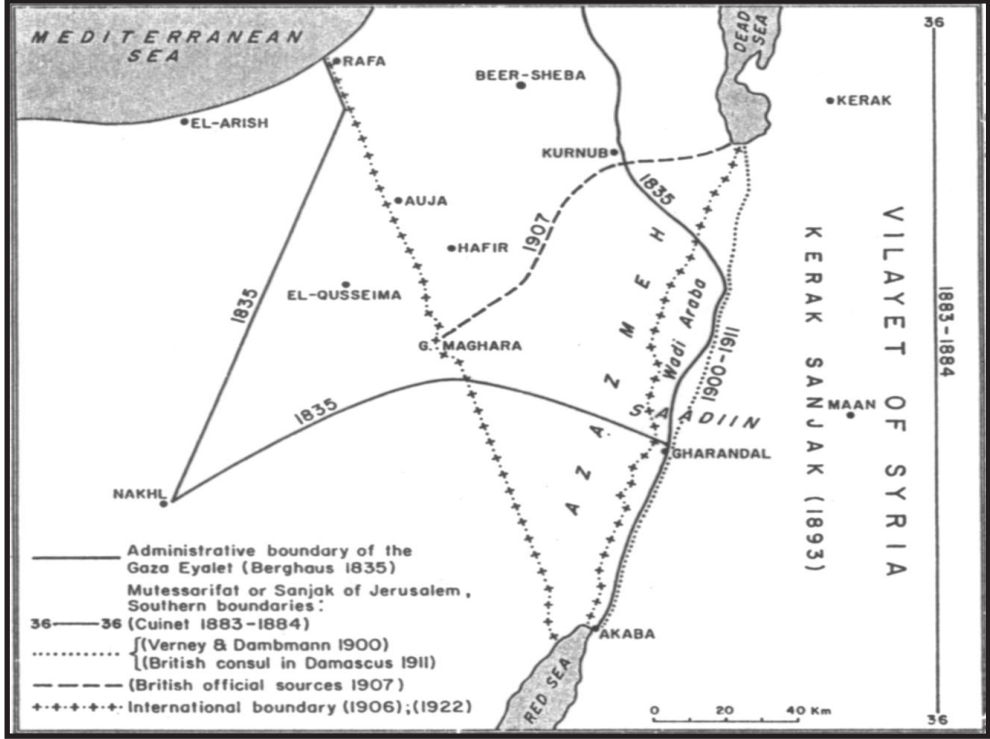 MEDITERRANEAN
SEA
DEAD
SEA
36
RAFA
BEER-SHEBA
KERAK
EL-ARISH
KURNUB
1835
AUJA
1907
HAFIR
EL-QUSSEIMA
1835
G. MAGHARA
AZAZMEH
Wadi Araba
1900-1911
VILAYET OF SYRIA
KERAK SANJAK (1893)
1883-1884
1835
SAADIIN
MAAN
GHARANDAL
NAKHL
Administrative boundary of the
Gaza Eyalet (Berghaus 1835)
Mutessarifat or Sanjak of Jerusalem,
Southern boundaries:
36 36 (Cuinet 1883-1884)
{(Verney & Dambmann 1900)
(British consul in Damascus 1911)
(British official sources 1907)
International boundary (1906);(1922)
AKABA
RED SEA
0 20 40 Km
36